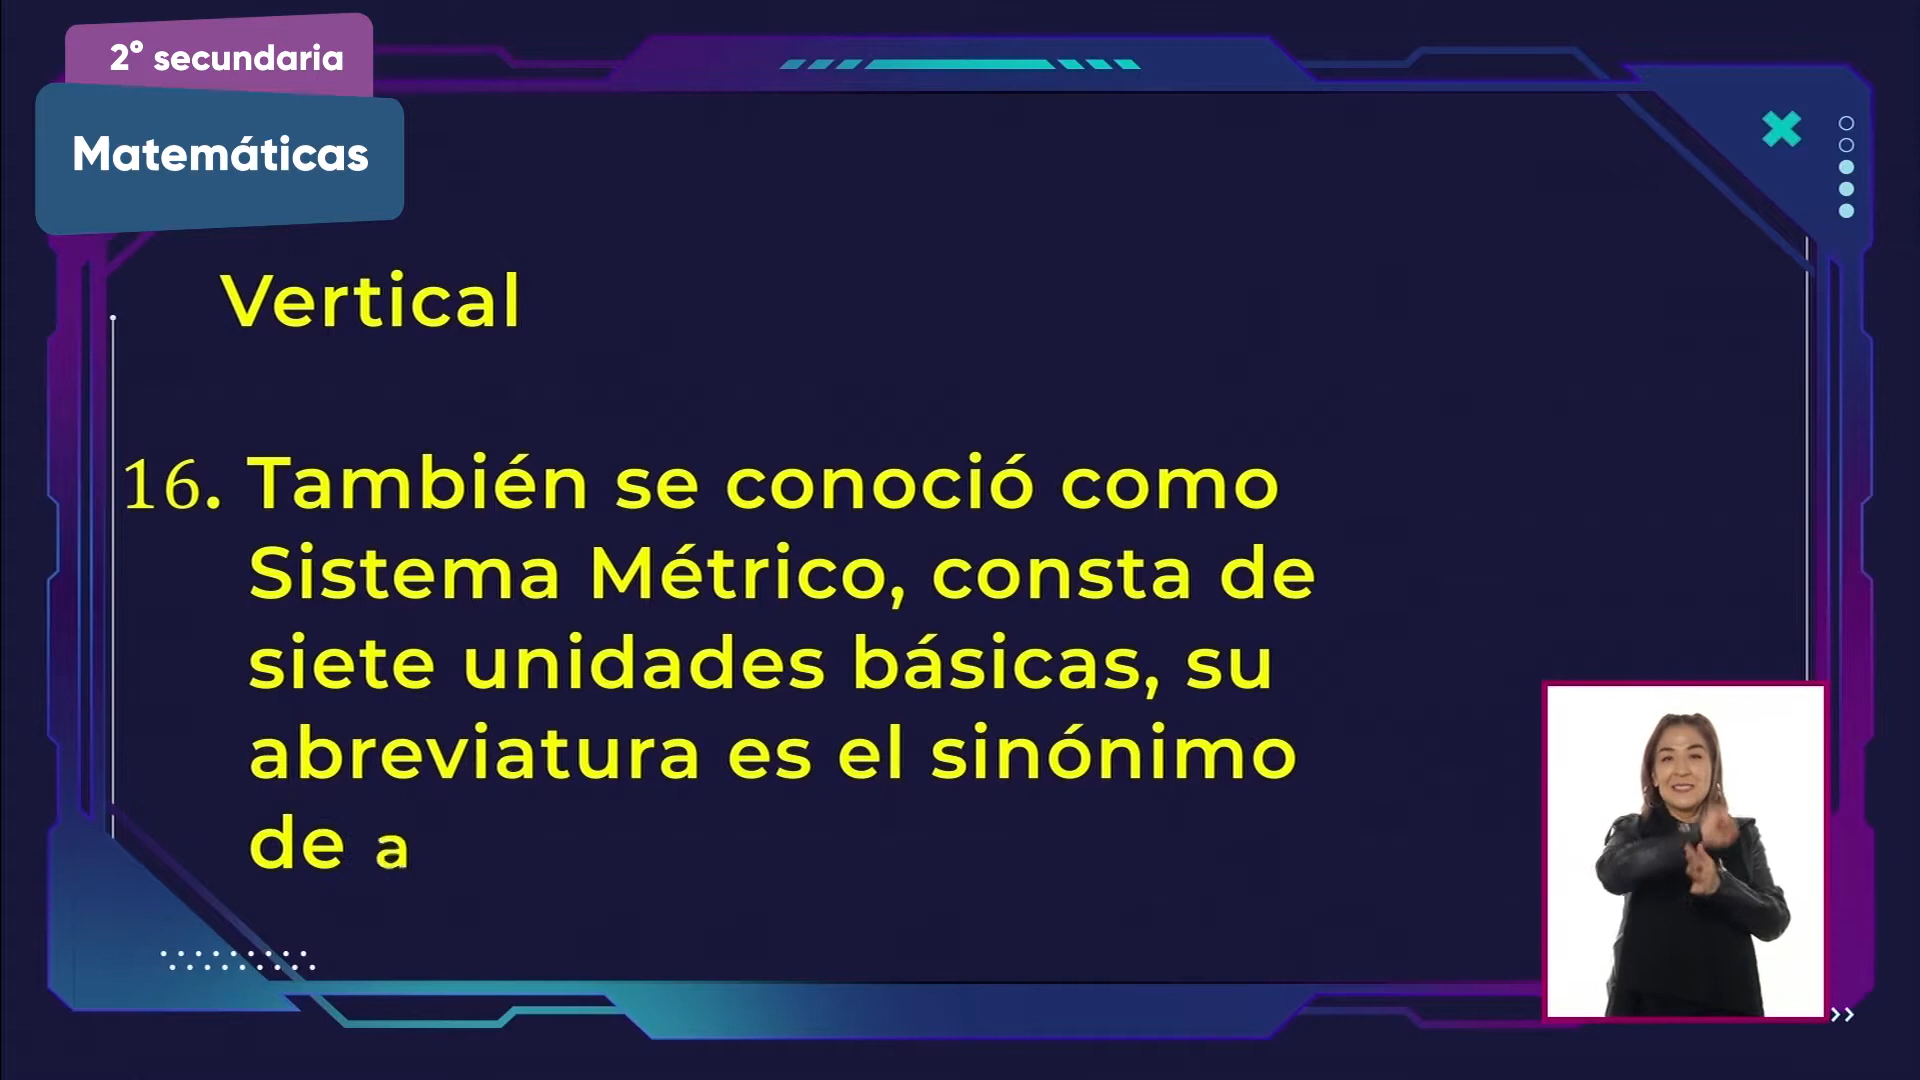 2° secundaria
Matemáticas
Vertical
16. También se conoció como
Sistema Métrico, consta de
siete unidades básicas, su
abreviatura es el sinónimo
de a